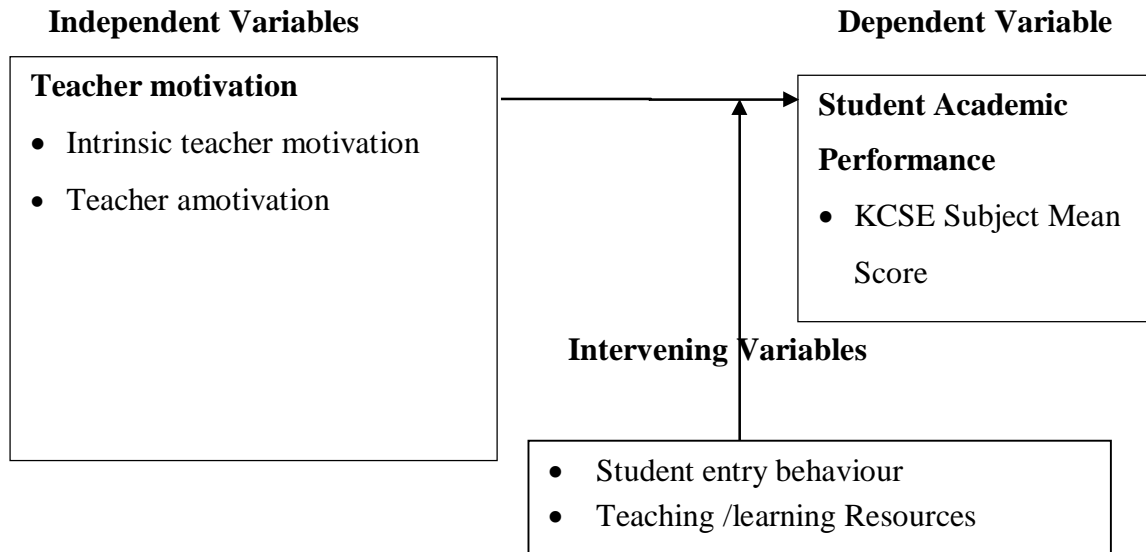 Independent Variables
Dependent Variable
Teacher motivation
• Intrinsic teacher motivation
• Teacher amotivation
Student Academic
Performance
• KCSE Subject Mean
Score
Intervening Variables
• Student entry behaviour
• Teaching /learning Resources